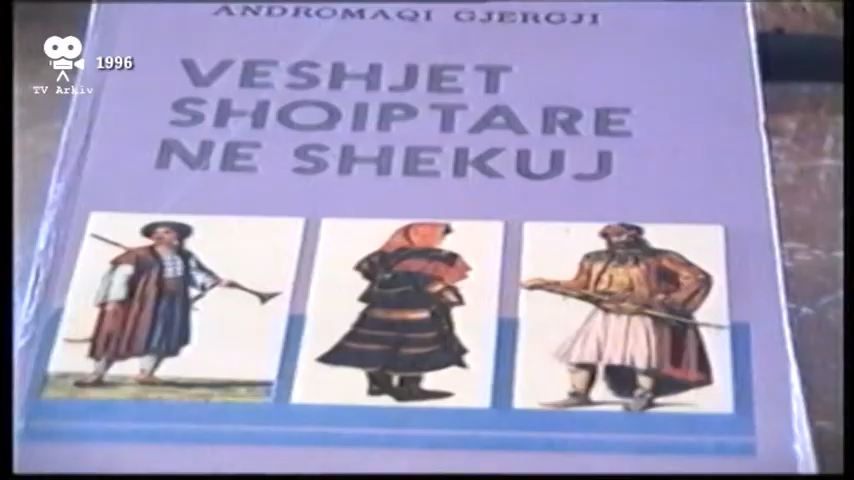 ANDROMAQI GJERGJI
1996
TV Arkiv
VESHJET
SHQIPTARE
NE SHEKUJ